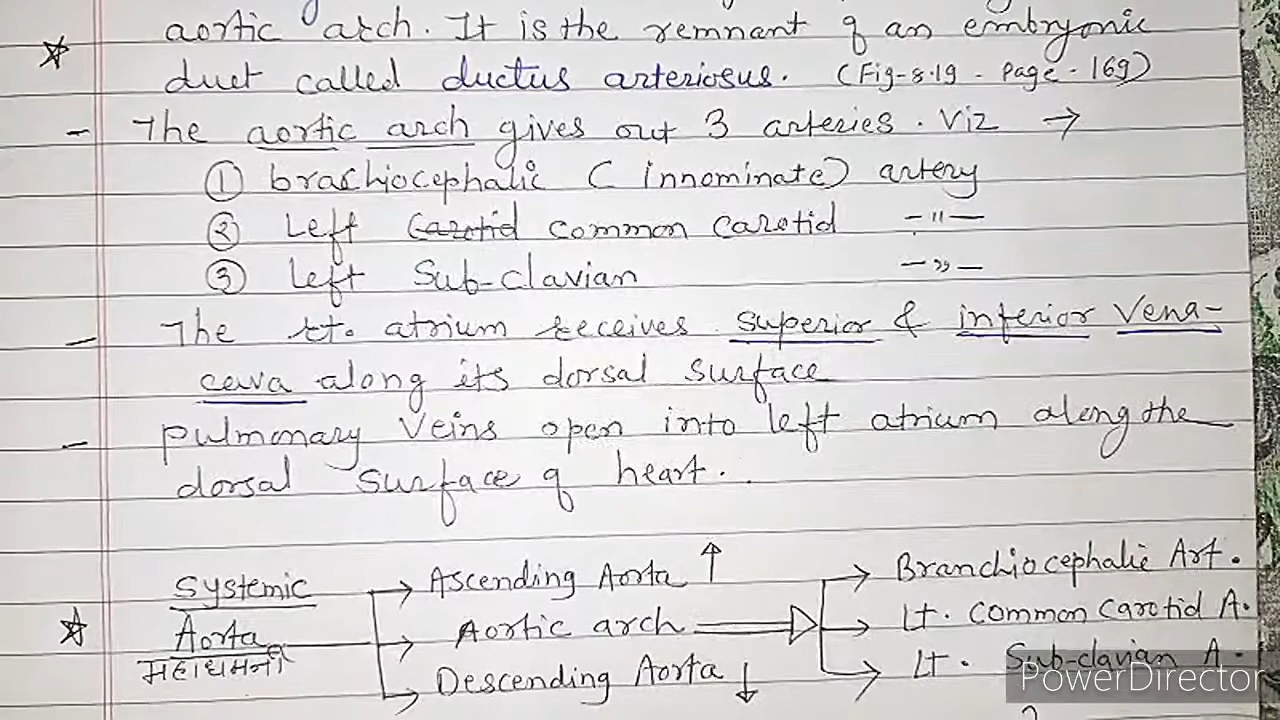 aortic arch. It is the remnant of an embryonic
duct called ductus arteriosus. (Fig-8.19 - Page - 169)
- The aortic arch gives out 3 arteries. Viz →
① brachiocephalic (innominate) artery
② Left Carotid common carotid -"-
③ Left Sub-clavian -"-
- The rt. atrium receives superior & inferior Vena-
cava along its dorsal surface
- pulmonary Veins open into left atrium along the
dorsal surface of heart.
Systemic Aorta महाधमनी
→ Ascending Aorta ↑
→ Aortic arch
→ Descending Aorta ↓
→ Branchiocephalic Art.
→ Lt. Common Carotid A.
→ Lt. Sub-clavian A.
PowerDirector